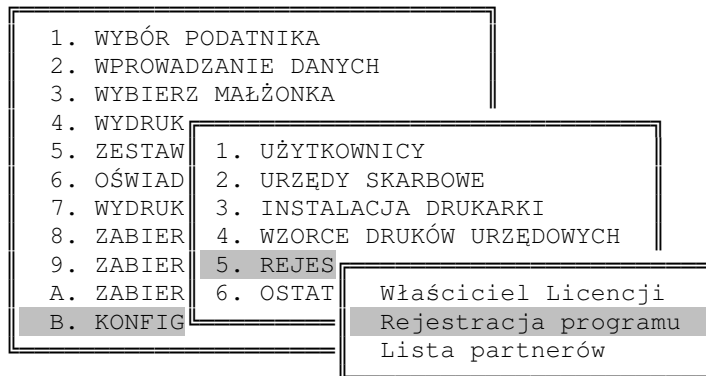 1. WYBÓR PODATNIKA
2. WPROWADZANIE DANYCH
3. WYBIERZ MAŁŻONKA
4. WYDRUK
5. ZESTAW
6. OŚWIAD
7. WYDRUK
8. ZABIER
9. ZABIER
A. ZABIER
B. KONFIG
1. UŻYTKOWNICY
2. URZĘDY SKARBOWE
3. INSTALACJA DRUKARKI
4. WZORCE DRUKÓW URZĘDOWYCH
5. REJES
6. OSTAT
Właściciel Licencji
Rejestracja programu
Lista partnerów